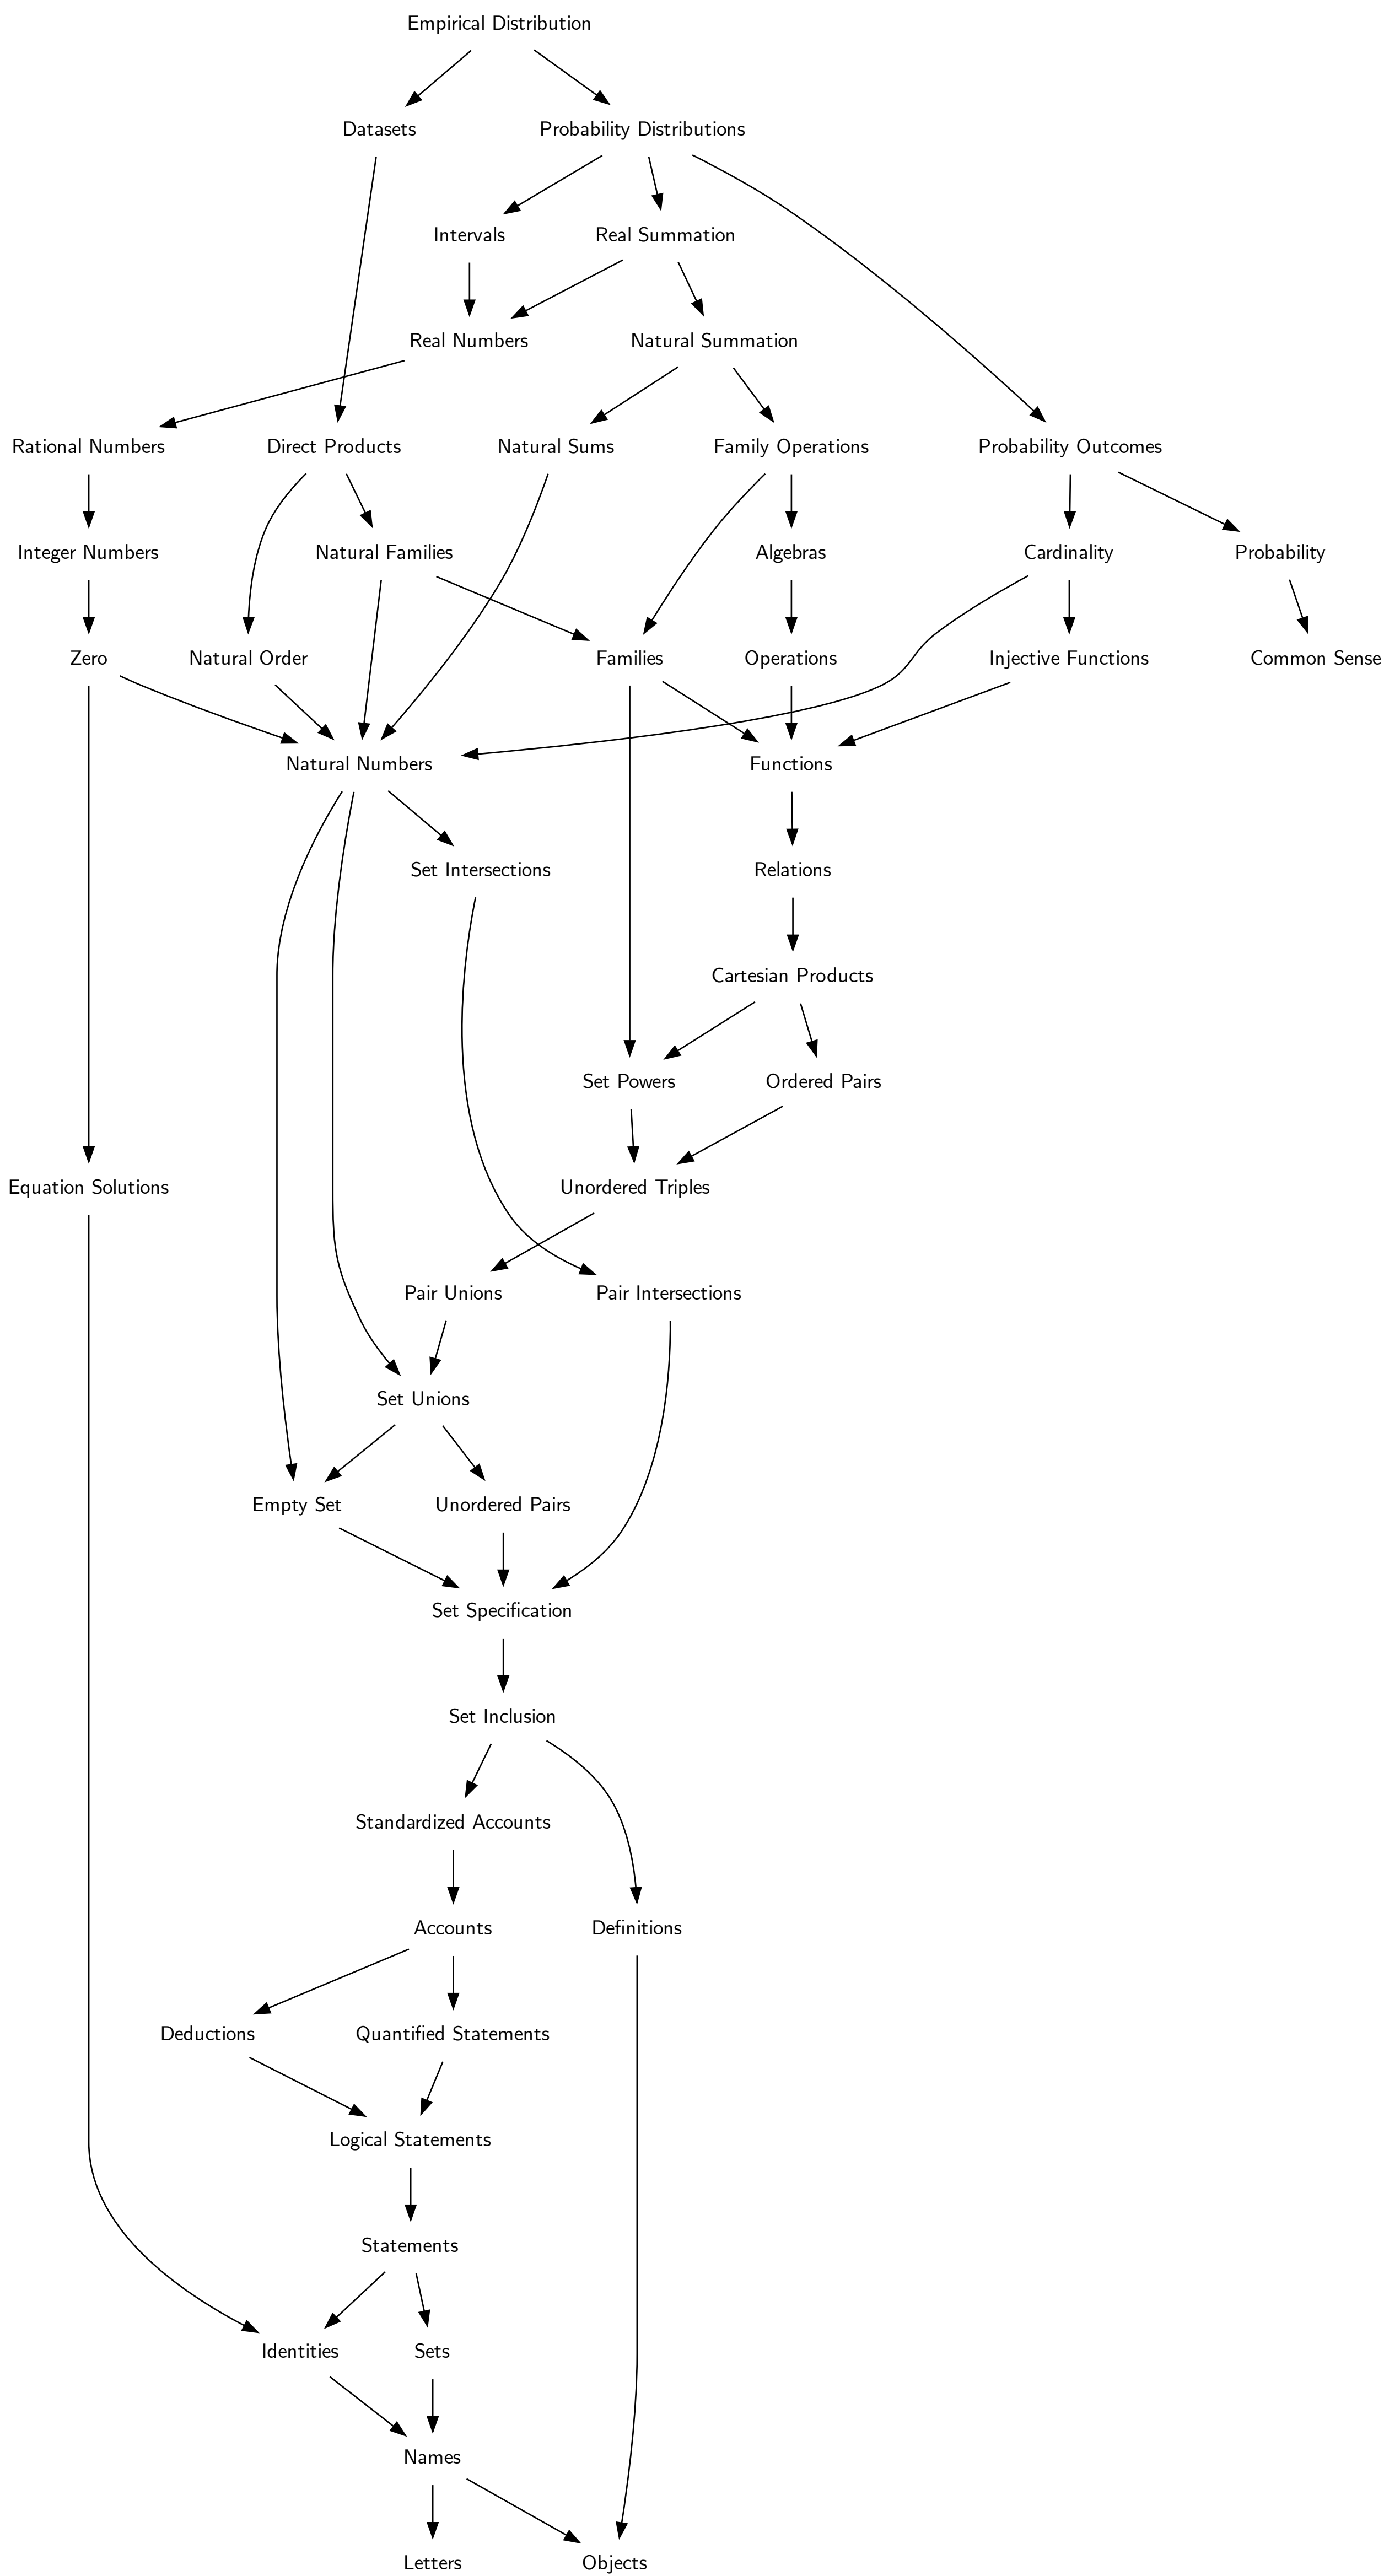 Empirical Distribution
Datasets
Probability Distributions
Intervals
Real Summation
Real Numbers
Natural Summation
Rational Numbers
Direct Products
Natural Sums
Family Operations
Probability Outcomes
Integer Numbers
Natural Families
Algebras
Cardinality
Probability
Zero
Natural Order
Families
Operations
Injective Functions
Common Sense
Natural Numbers
Functions
Set Intersections
Relations
Cartesian Products
Set Powers
Ordered Pairs
Equation Solutions
Unordered Triples
Pair Unions
Pair Intersections
Set Unions
Empty Set
Unordered Pairs
Set Specification
Set Inclusion
Standardized Accounts
Accounts
Definitions
Deductions
Quantified Statements
Logical Statements
Statements
Identities
Sets
Names
Letters
Objects